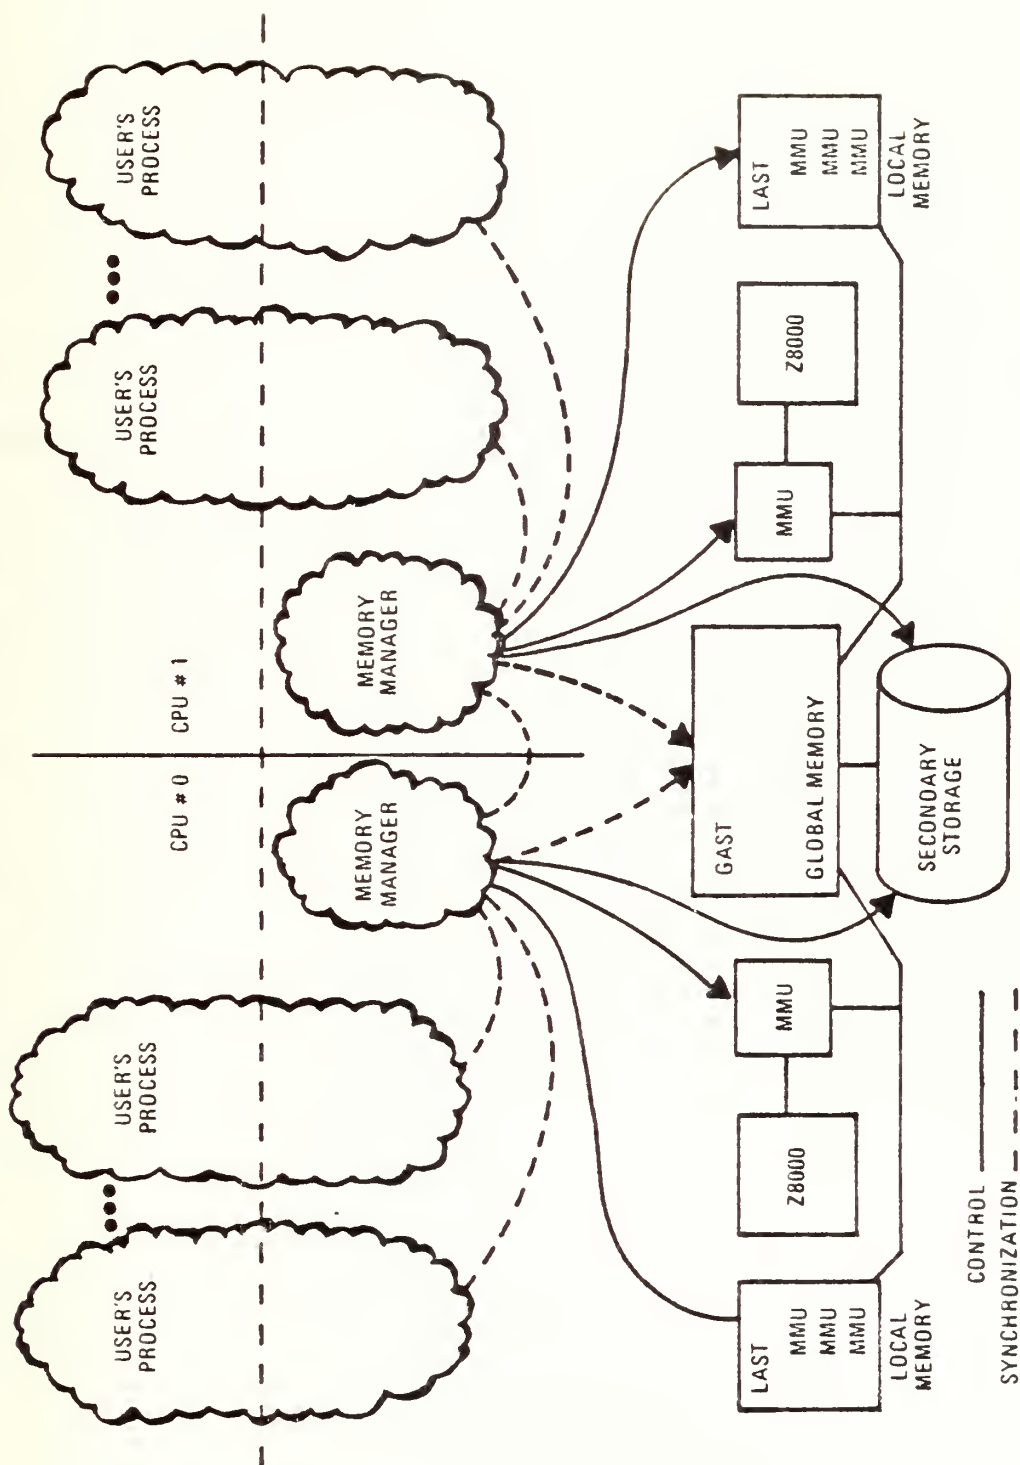 USER'S
PROCESS
USER'S
PROCESS
USER'S
PROCESS
USER'S
PROCESS
CPU # 0
CPU # 1
MEMORY
MANAGER
MEMORY
MANAGER
LAST
MMU
MMU
MMU
LOCAL
MEMORY
Z8000
MMU
GAST
GLOBAL MEMORY
MMU
Z8000
LAST
MMU
MMU
MMU
LOCAL
MEMORY
SECONDARY
STORAGE
CONTROL
SYNCHRONIZATION